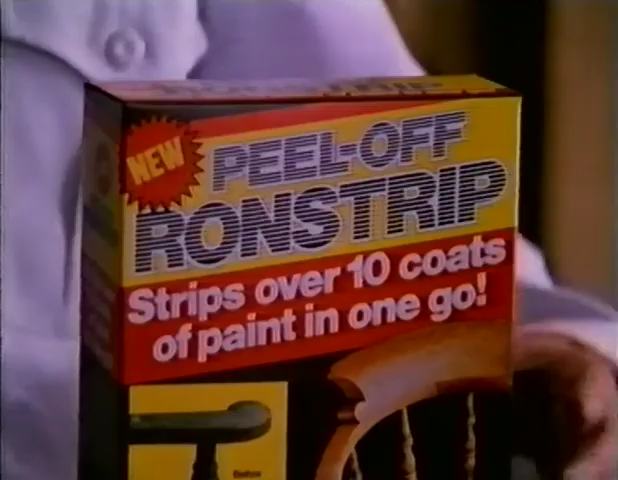 NEW
PEEL-OFF
RONSTRIP
Strips over 10 coats
of paint in one go!